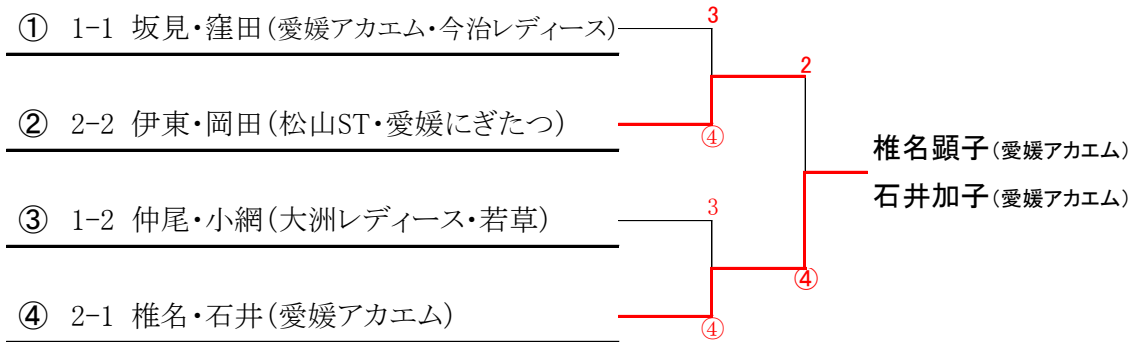 ① 1-1 坂見・窪田(愛媛アカエム・今治レディース)
3
2
② 2-2 伊東・岡田(松山ST・愛媛にぎたつ)
④
椎名顕子(愛媛アカエム)
石井加子(愛媛アカエム)
③ 1-2 仲尾・小網(大洲レディース・若草)
3
④
④ 2-1 椎名・石井(愛媛アカエム)
④